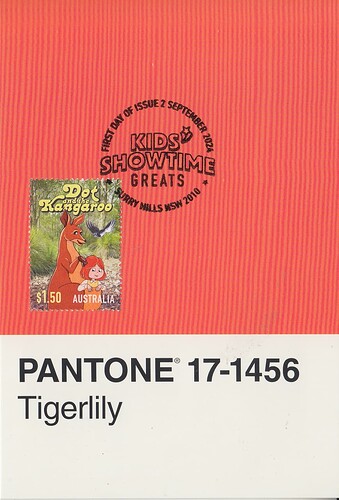 FIRST DAY OF ISSUE 2 SEPTEMBER 2024
KIDS'
SHOWTIME
GREATS
SURRY HILLS NSW 2010
Dot
and the
Kangaroo
$1.50 AUSTRALIA
PANTONE® 17-1456
Tigerlily